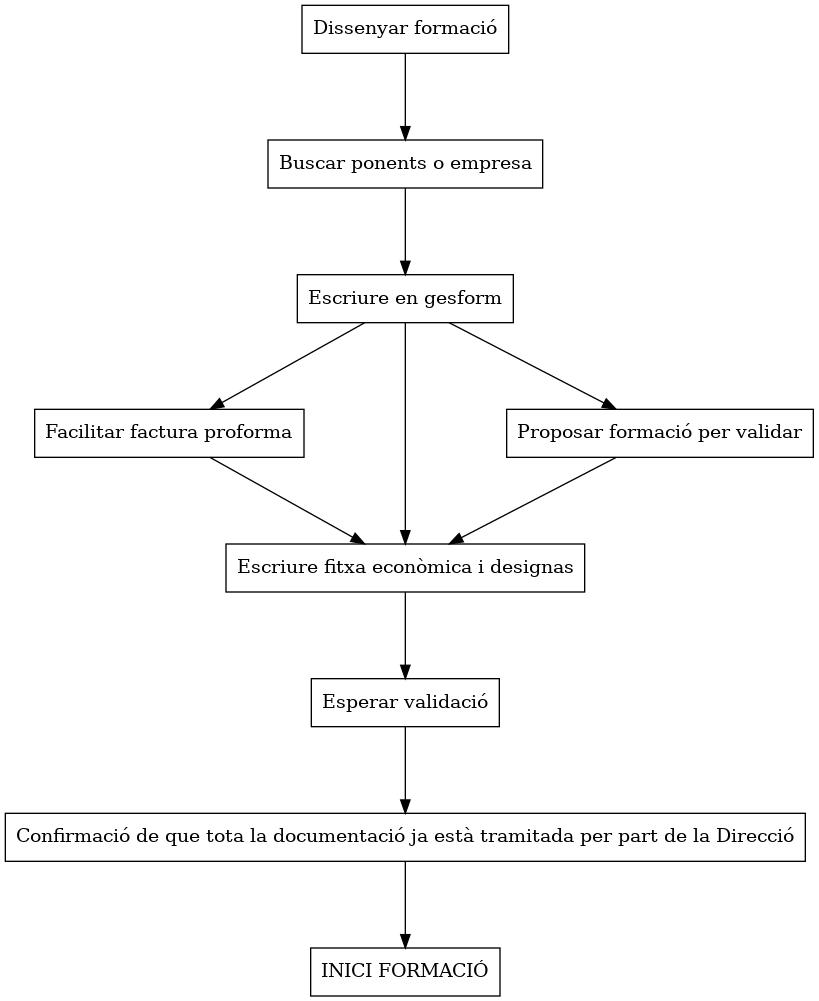 Dissenyar formació
Buscar ponents o empresa
Escriure en gesform
Facilitar factura proforma
Proposar formació per validar
Escriure fitxa econòmica i designas
Esperar validació
Confirmació de que tota la documentació ja està tramitada per part de la Direcció
INICI FORMACIÓ